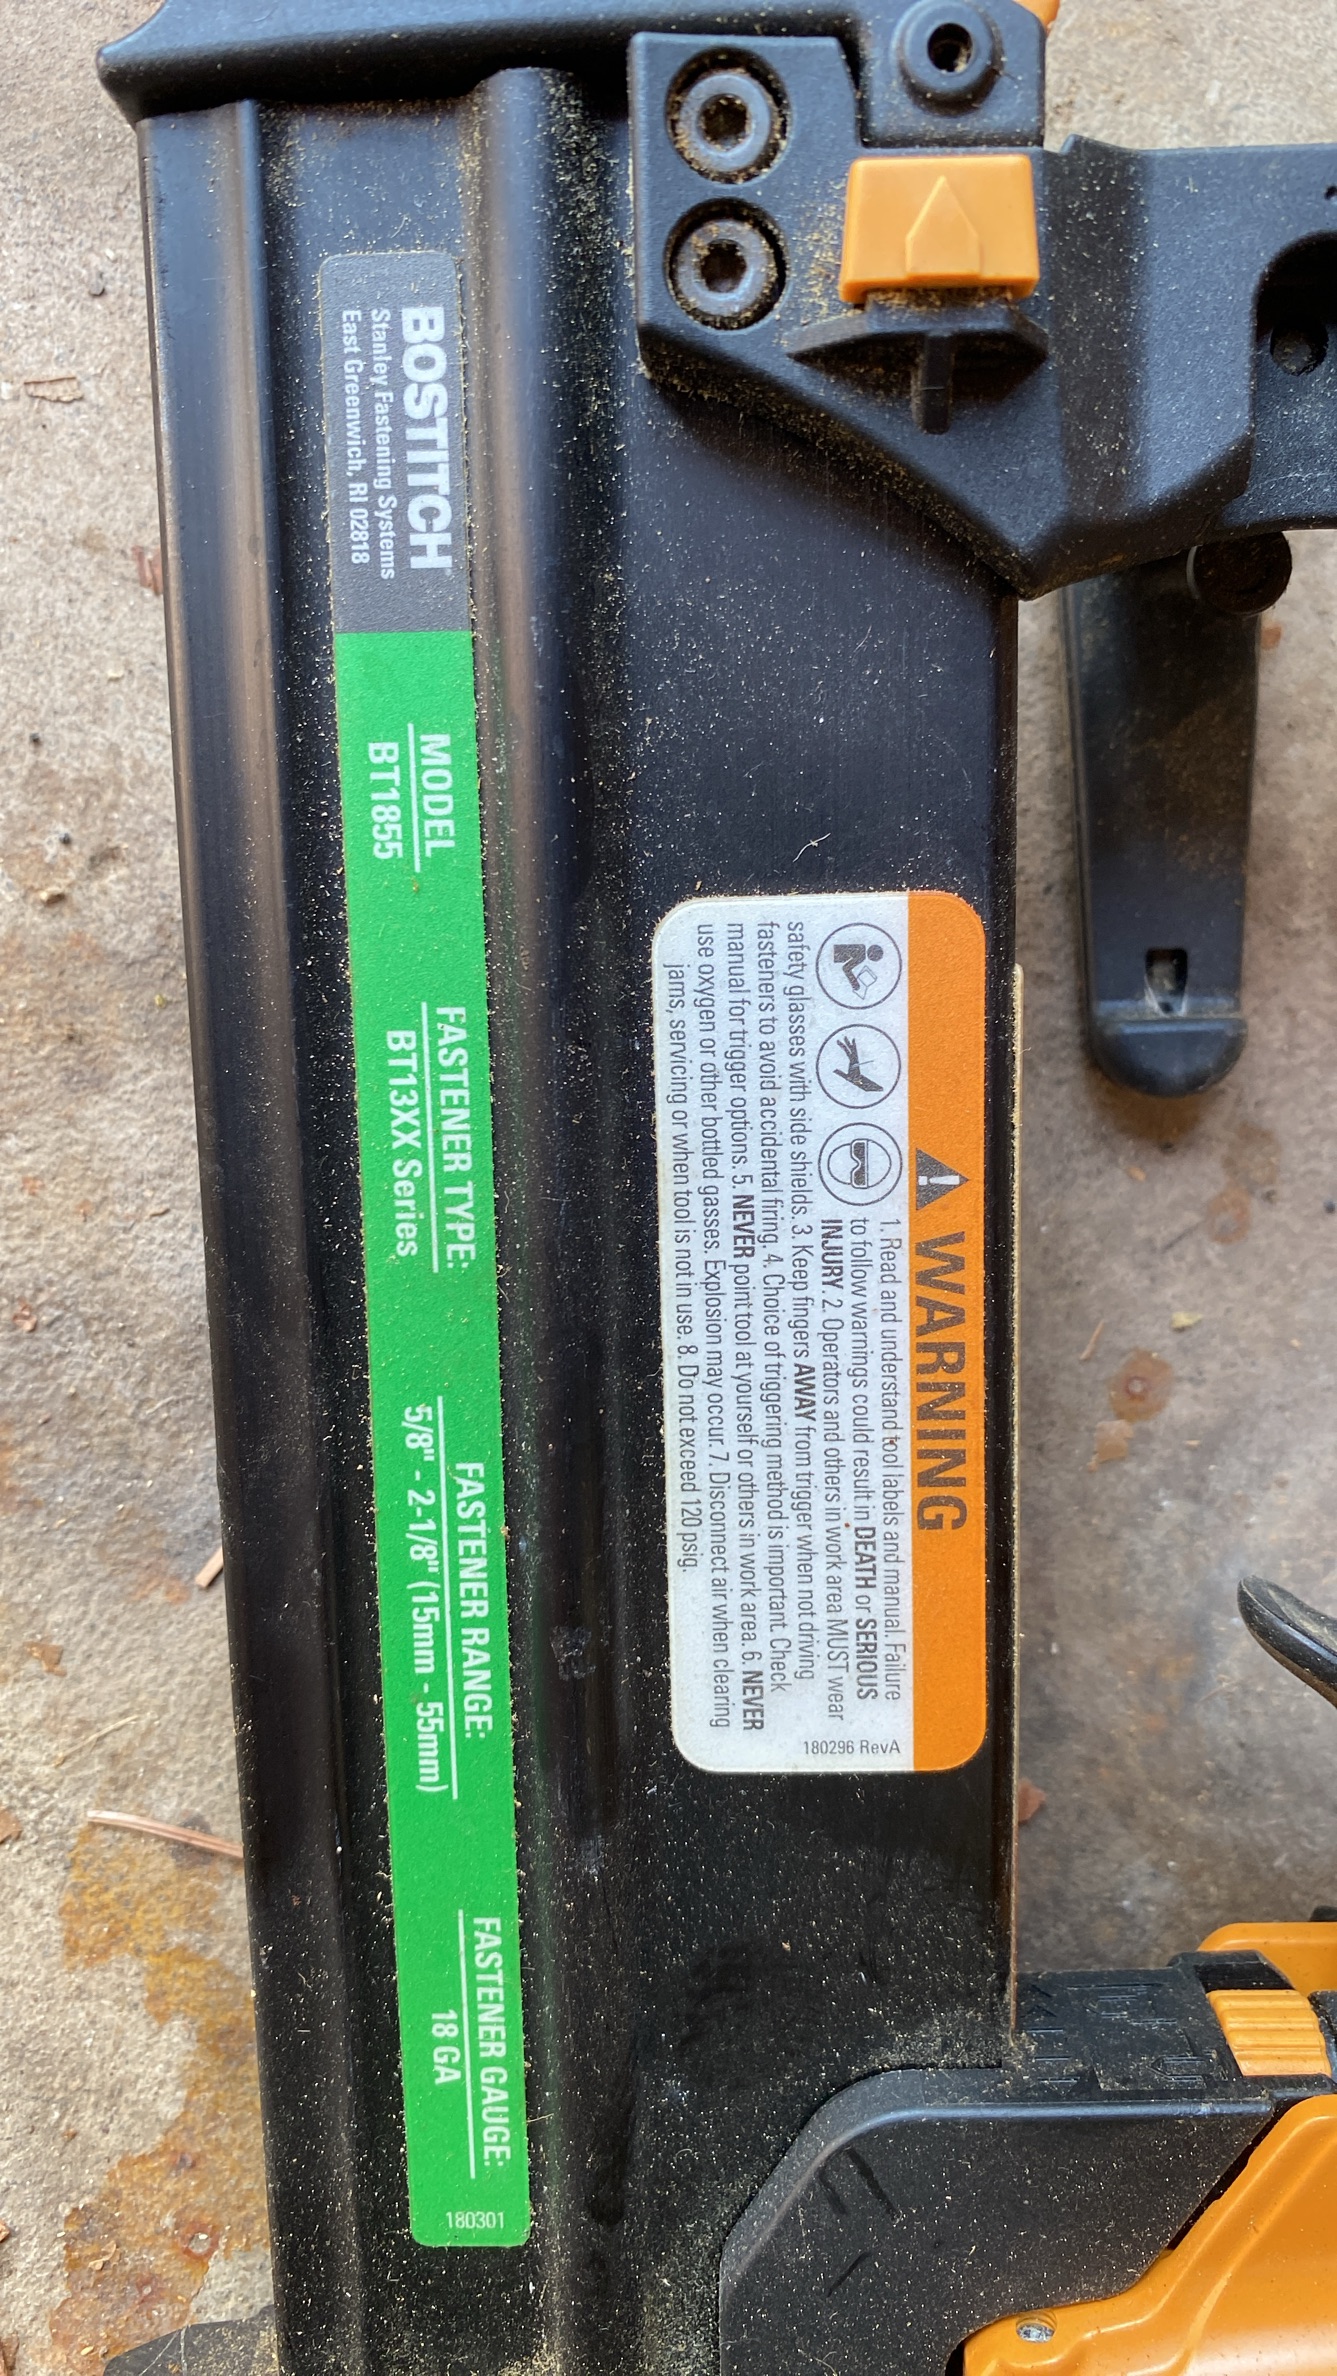 BOSTITCH
Stanley Fastening Systems
East Greenwich, RI 02818
MODEL
BT1855
FASTENER TYPE:
BT13XX Series
FASTENER RANGE:
5/8" - 2-1/8" (15mm - 55mm)
FASTENER GAUGE:
18 GA
180301
WARNING
1. Read and understand tool labels and manual. Failure
to follow warnings could result in DEATH or SERIOUS
INJURY. 2. Operators and others in work area MUST wear
safety glasses with side shields. 3 Keep fingers AWAY from trigger when not driving
fasteners to avoid accidental firing. 4. Choice of triggering method is important. Check
manual for trigger options. 5. NEVER point tool at yourself or others in work area. 6. NEVER
use oxygen or other bottled gasses. Explosion may occur. 7. Disconnect air when clearing
jams, servicing or when tool is not in use. 8. Do not exceed 120 psig.
180296 RevA